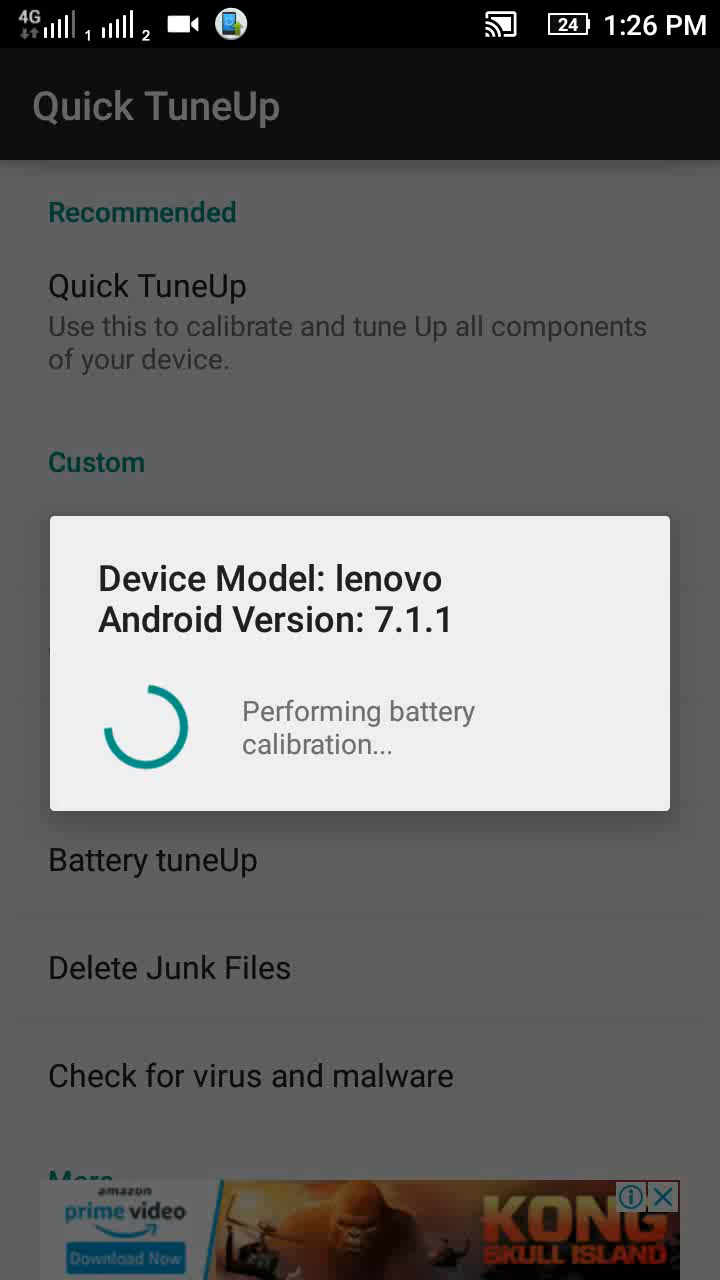 4G 1 2 24 1:26 PM
Quick TuneUp
Recommended
Quick TuneUp
Use this to calibrate and tune Up all components
of your device.
Custom
Device Model: lenovo
Android Version: 7.1.1
Performing battery
calibration...
Battery tuneUp
Delete Junk Files
Check for virus and malware
More
amazon
prime video
Download Now
KONG
SKULL ISLAND